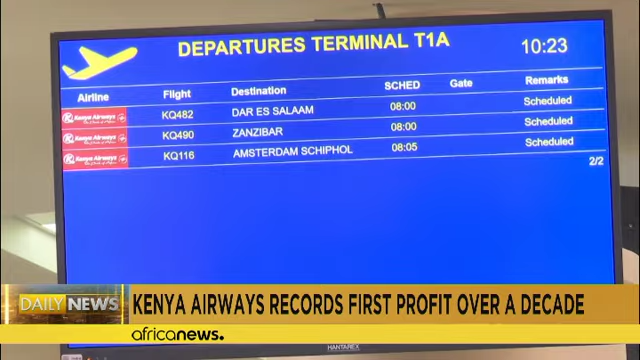 DEPARTURES TERMINAL T1A 10:23
Airline Flight Destination SCHED Gate Remarks
Kenya Airways KQ482 DAR ES SALAAM 08:00 Scheduled
Kenya Airways KQ490 ZANZIBAR 08:00 Scheduled
Kenya Airways KQ116 AMSTERDAM SCHIPHOL 08:05 Scheduled
2/2
DAILY NEWS KENYA AIRWAYS RECORDS FIRST PROFIT OVER A DECADE
africanews.
HANTAREX